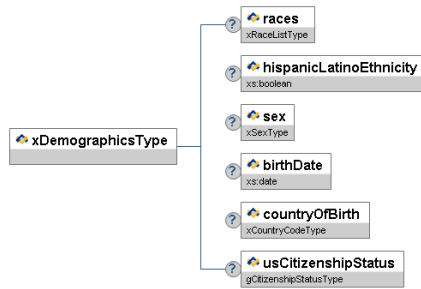 races
xRaceListType
hispanicLatinoEthnicity
xs:boolean
sex
xSexType
xDemographicsType
birthDate
xs:date
countryOfBirth
xCountryCodeType
usCitizenshipStatus
gCitizenshipStatusType